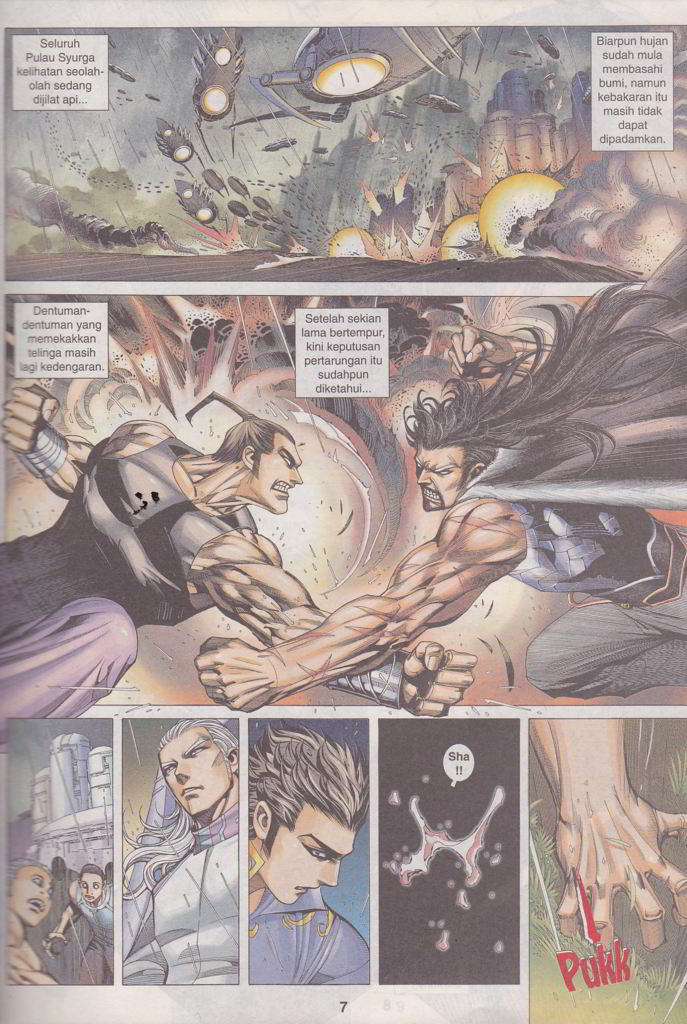 Seluruh
Pulau Syurga
kelihatan seolah-
olah sedang
dijilat api...
Biarpun hujan
sudah mula
membasahi
bumi, namun
kebakaran itu
masih tidak
dapat
dipadamkan.
Dentuman-
dentuman yang
memekakkan
telinga masih
lagi kedengaran.
Setelah sekian
lama bertempur,
kini keputusan
pertarungan itu
sudahpun
diketahui...
Sha
!!
Pukk
7